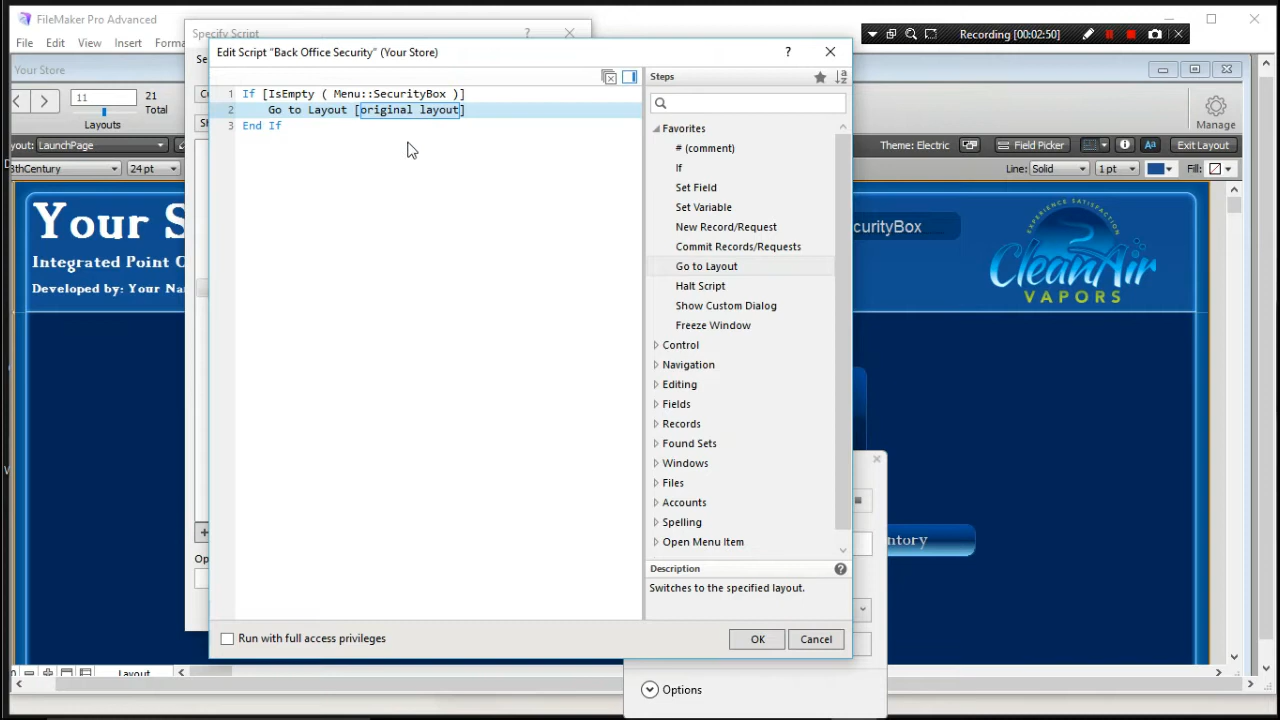 FileMaker Pro Advanced
File Edit View Insert Forma
Specify Script
?
Recording [00:02:50]
Your Store
Edit Script "Back Office Security" (Your Store)
?
11
21
Total
Layouts
Manage
LaunchPage
24 pt
Theme: Electric
Field Picker
Aa
Exit Layout
Line: Solid
1 pt
Fill:
1 If [IsEmpty ( Menu::SecurityBox )]
2 Go to Layout [original layout]
3 End If
Steps
Favorites
# (comment)
If
Set Field
Set Variable
New Record/Request
Commit Records/Requests
Go to Layout
Halt Script
Show Custom Dialog
Freeze Window
Control
Navigation
Editing
Fields
Records
Found Sets
Windows
Files
Accounts
Spelling
Open Menu Item
Description
Switches to the specified layout.
Run with full access privileges
OK
Cancel
Your S
Integrated Point O
Developed by: Your Na
curityBox
EXPERIENCE SATISFACTION
CleanAir
VAPORS
ntory
Layout
Options